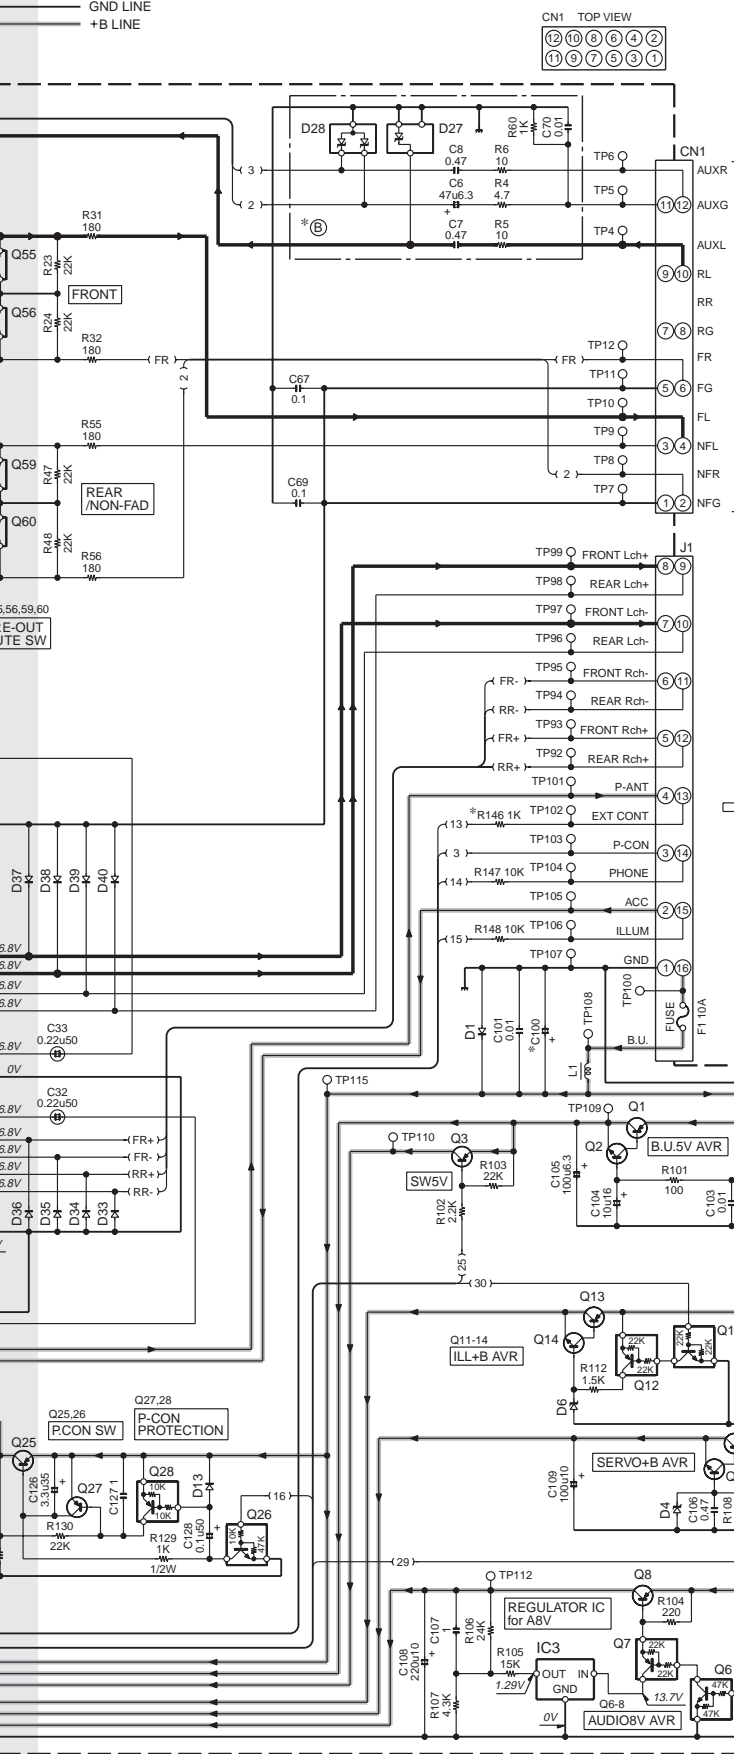 GND LINE
+B LINE
CN1 TOP VIEW
12 10 8 6 4 2
11 9 7 5 3 1
D28
D27
R60
1K
C70
0.01
CN1
C8
0.47
R6
10
TP6
AUXR
3
C6
47u6.3
+
R4
4.7
TP5
11 12
AUXG
2
* B
C7
0.47
R5
10
TP4
AUXL
R31
180
9 10
RL
Q55
R23
22K
FRONT
RR
Q56
R24
22K
7 8
RG
R32
180
FR
2
TP12
FR
FR
C67
0.1
TP11
5 6
FG
TP10
FL
R55
180
TP9
3 4
NFL
Q59
R47
22K
2
TP8
NFR
REAR
/NON-FAD
C69
0.1
TP7
1 2
NFG
Q60
R48
22K
R56
180
J1
TP99
FRONT Lch+
8 9
TP98
REAR Lch+
5,56,59,60
E-OUT
UTE SW
TP97
FRONT Lch-
7 10
TP96
REAR Lch-
FR-
TP95
FRONT Rch-
6 11
RR-
TP94
REAR Rch-
FR+
TP93
FRONT Rch+
5 12
RR+
TP92
REAR Rch+
TP101
P-ANT
4 13
13
*R146 1K
TP102
EXT CONT
3
TP103
P-CON
3 14
14
R147 10K
TP104
PHONE
TP105
ACC
2 15
15
R148 10K
TP106
ILLUM
TP107
GND
1 16
D37
D38
D39
D40
6.8V
6.8V
6.8V
6.8V
TP100
FUSE
F1 10A
D1
C101
0.01
*C100
+
TP108
B.U.
L1
C33
0.22u50
6.8V
0V
TP115
C32
0.22u50
6.8V
6.8V
6.8V
6.8V
FR+
FR-
RR+
RR-
D36
D35
D34
D33
TP110
Q3
SW5V
R103
22K
R102
2.2K
25
30
TP109
Q1
Q2
B.U.5V AVR
C105
100u6.3
+
C104
10u16
+
R101
100
C103
0.01
Q13
Q11-14
ILL+B AVR
Q14
22K
22K
Q12
22K
22K
Q1
R112
1.5K
D6
Q25,26
P.CON SW
Q27,28
P-CON
PROTECTION
Q25
C126
3.3u35
+
Q27
C127
.1
Q28
10K
10K
D13
16
Q26
10K
47K
R130
22K
R129
1K
1/2W
C128
0.1u50
+
C109
100u10
+
SERVO+B AVR
Q
D4
C106
0.47
R108
29
TP112
Q8
REGULATOR IC
for A8V
R104
220
C108
220u10
+
C107
1
R106
24K
R105
15K
R107
4.3K
1.29V
IC3
OUT IN
GND
0V
Q7
22K
22K
13.7V
Q6
47K
47K
Q6-8
AUDIO8V AVR